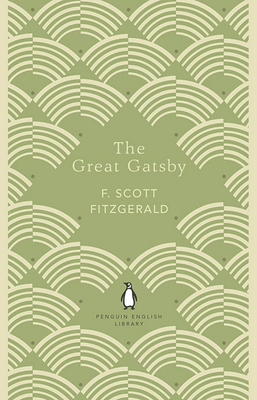 The
Great Gatsby
F. SCOTT
FITZGERALD
PENGUIN ENGLISH
LIBRARY